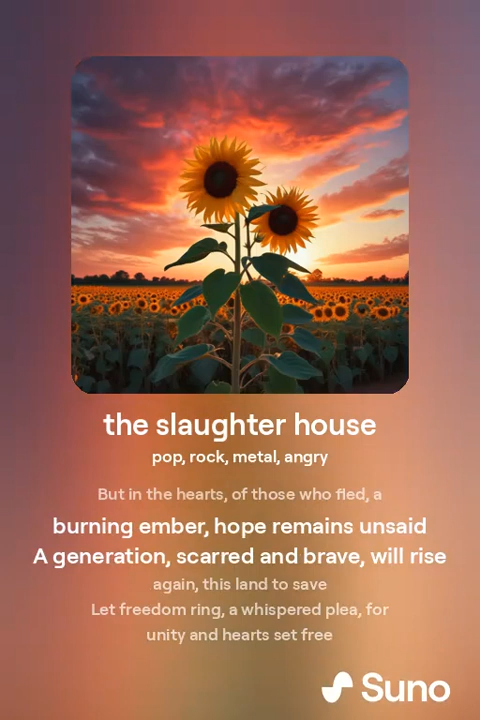 the slaughter house
pop, rock, metal, angry
But in the hearts, of those who fled, a
burning ember, hope remains unsaid
A generation, scarred and brave, will rise
again, this land to save
Let freedom ring, a whispered plea, for
unity and hearts set free
Suno